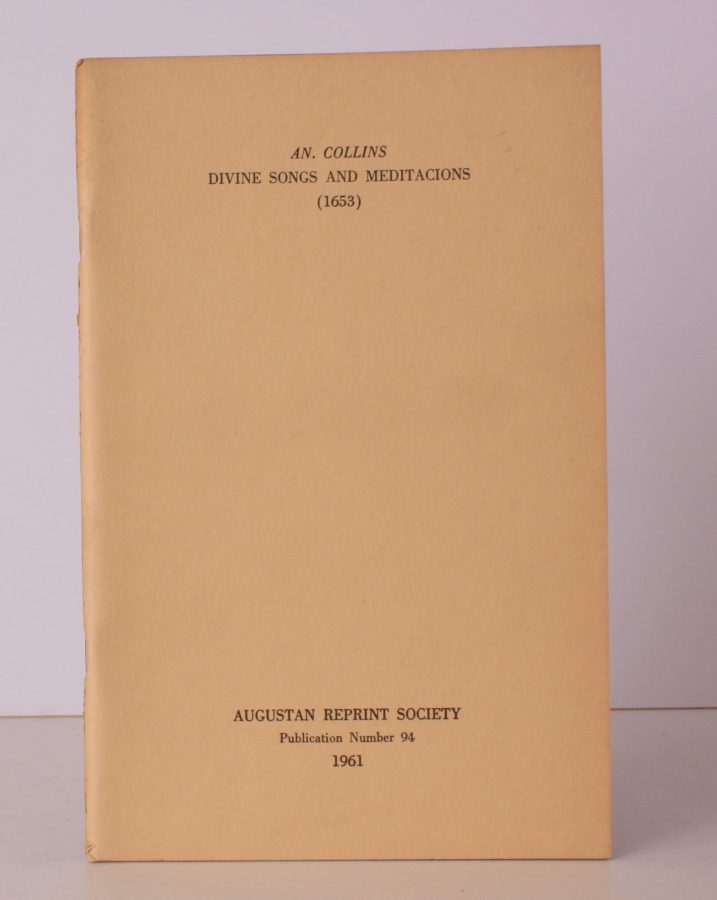 AN. COLLINS
DIVINE SONGS AND MEDITACIONS
(1653)
AUGUSTAN REPRINT SOCIETY
Publication Number 94
1961